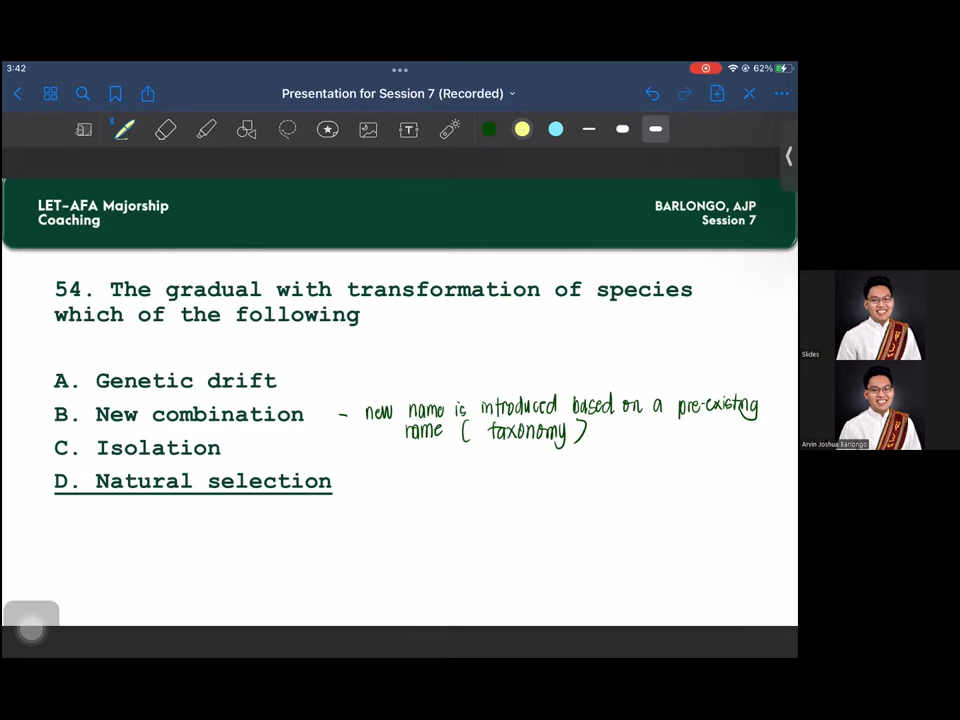 3:42
62%
Presentation for Session 7 (Recorded)
LET-AFA Majorship
Coaching
BARLONGO, AJP
Session 7
54. The gradual with transformation of species
which of the following
A. Genetic drift
B. New combination
- new name is introduced based on a pre-existing
name ( taxonomy )
C. Isolation
D. Natural selection
Slides
Arvin Joshua Barlongo